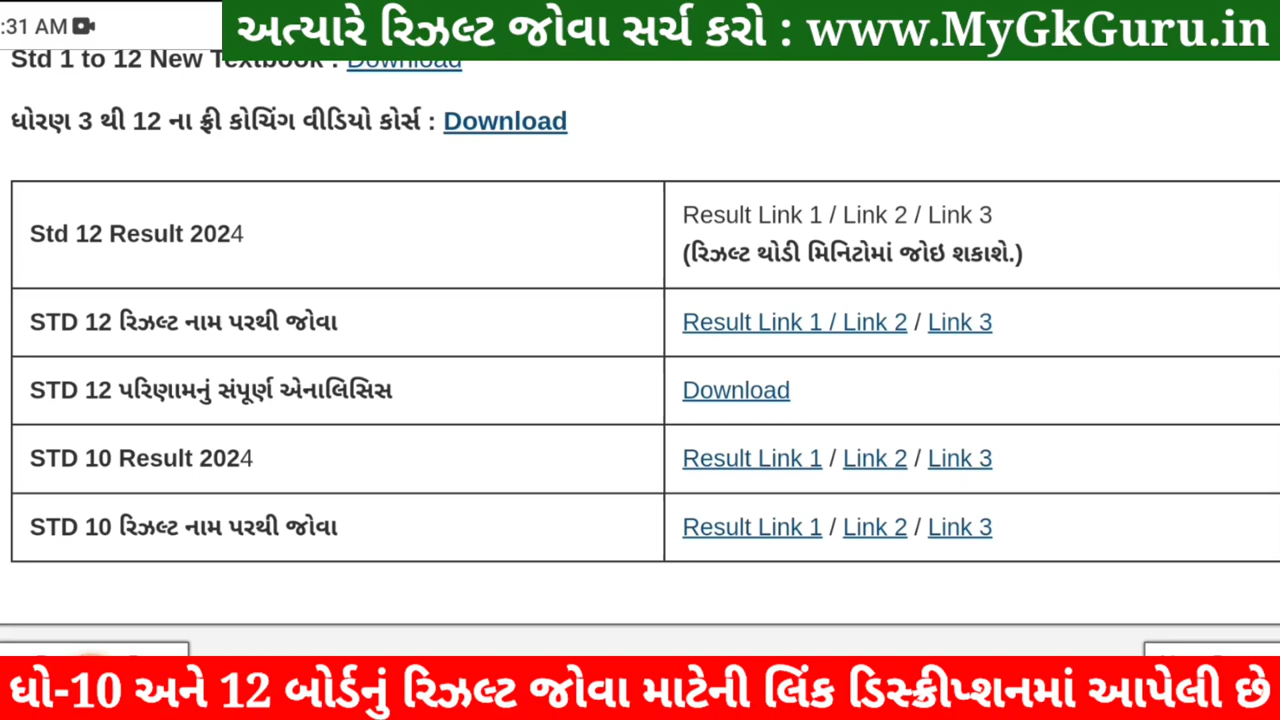 :31 AM
અત્યારે રિઝલ્ટ જોવા સર્ચ કરો : www.MyGkGuru.in
Std 1 to 12 New Textbook : Download
ધોરણ 3 થી 12 ના ફ્રી કોચિંગ વીડિયો કોર્સ : Download
Std 12 Result 2024
Result Link 1 / Link 2 / Link 3
(રિઝલ્ટ થોડી મિનિટોમાં જોઇ શકાશે.)
STD 12 રિઝલ્ટ નામ પરથી જોવા
Result Link 1 / Link 2 / Link 3
STD 12 પરિણામનું સંપૂર્ણ એનાલિસિસ
Download
STD 10 Result 2024
Result Link 1 / Link 2 / Link 3
STD 10 રિઝલ્ટ નામ પરથી જોવા
Result Link 1 / Link 2 / Link 3
ધો-10 અને 12 બોર્ડનું રિઝલ્ટ જોવા માટેની લિંક ડિસ્ક્રીપ્શનમાં આપેલી છે